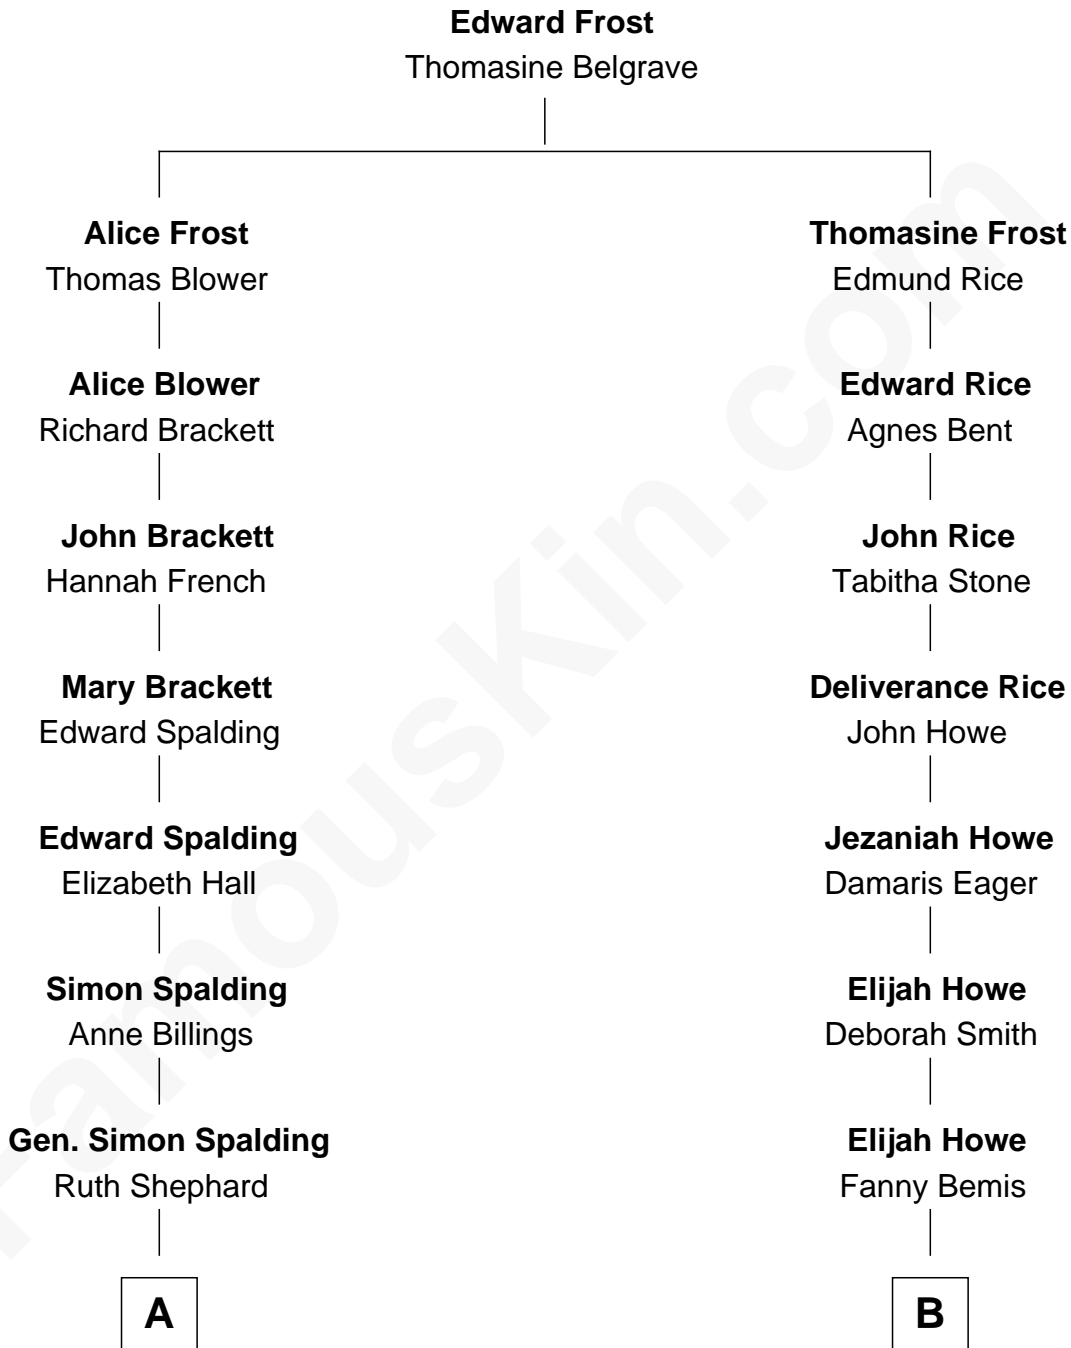 Edward Frost
Thomasine Belgrave
Alice Frost
Thomas Blower
Thomasine Frost
Edmund Rice
Alice Blower
Richard Brackett
Edward Rice
Agnes Bent
John Brackett
Hannah French
John Rice
Tabitha Stone
Mary Brackett
Edward Spalding
Deliverance Rice
John Howe
Edward Spalding
Elizabeth Hall
Jezaniah Howe
Damaris Eager
Simon Spalding
Anne Billings
Elijah Howe
Deborah Smith
Gen. Simon Spalding
Ruth Shephard
Elijah Howe
Fanny Bemis
A
B
FamousKin.com